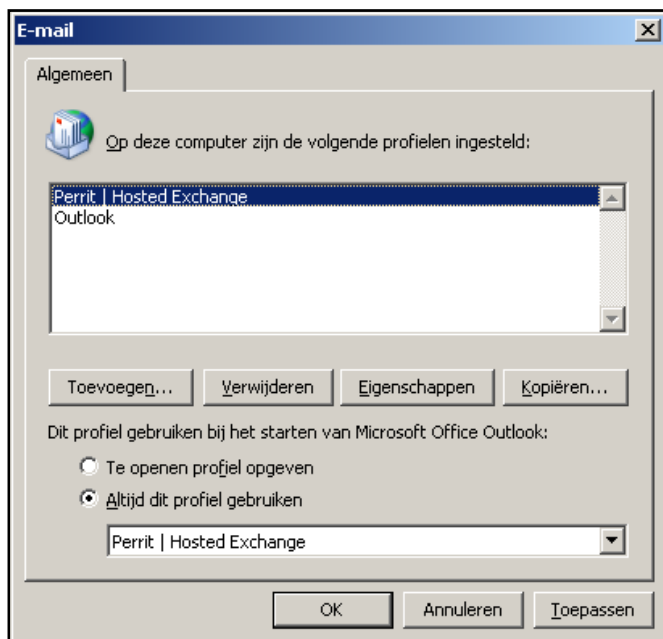 E-mail
Algemeen
Op deze computer zijn de volgende profielen ingesteld:
Perrit | Hosted Exchange
Outlook
Toevoegen... Verwijderen Eigenschappen Kopiëren...
Dit profiel gebruiken bij het starten van Microsoft Office Outlook:
Te openen profiel opgeven
Altijd dit profiel gebruiken
Perrit | Hosted Exchange
OK Annuleren Toepassen